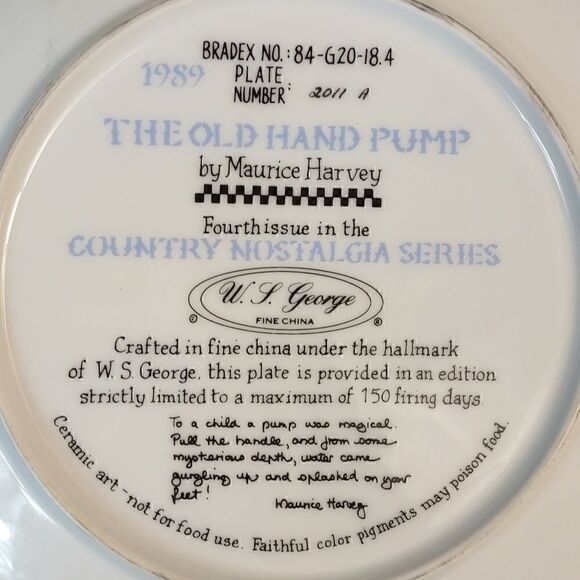 BRADEX NO.: 84-G20-18.4
1989 PLATE
NUMBER: 2011 A
THE OLD HAND PUMP
by Maurice Harvey
Fourth issue in the
COUNTRY NOSTALGIA SERIES
W. S. George
FINE CHINA
© ®
Crafted in fine china under the hallmark
of W. S. George, this plate is provided in an edition
strictly limited to a maximum of 150 firing days.
To a child a pump was magical.
Pull the handle, and from some
mysterious depth, water came
gurgling up and splashed on your
feet!
Maurice Harvey
Ceramic art - not for food use. Faithful color pigments may poison food.